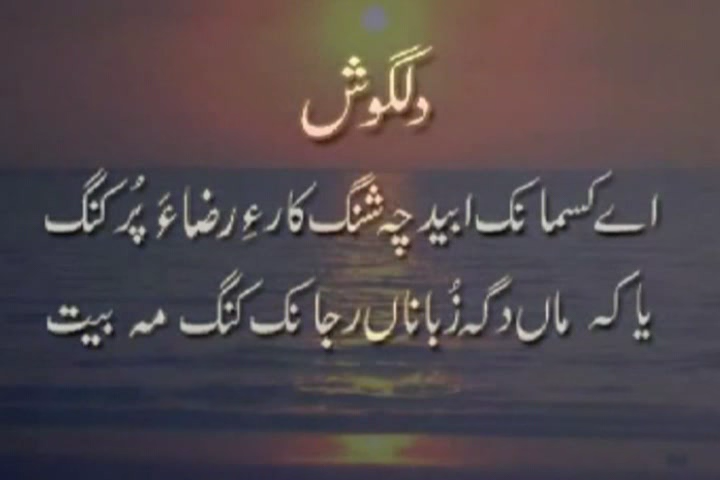 دلگوش
اے کسمانک ابید چہ شنگ کارءِ رضاءَ پُر کنگ
یا کہ ماں دگہ زُباناں رجانک کنگ مہ بیت